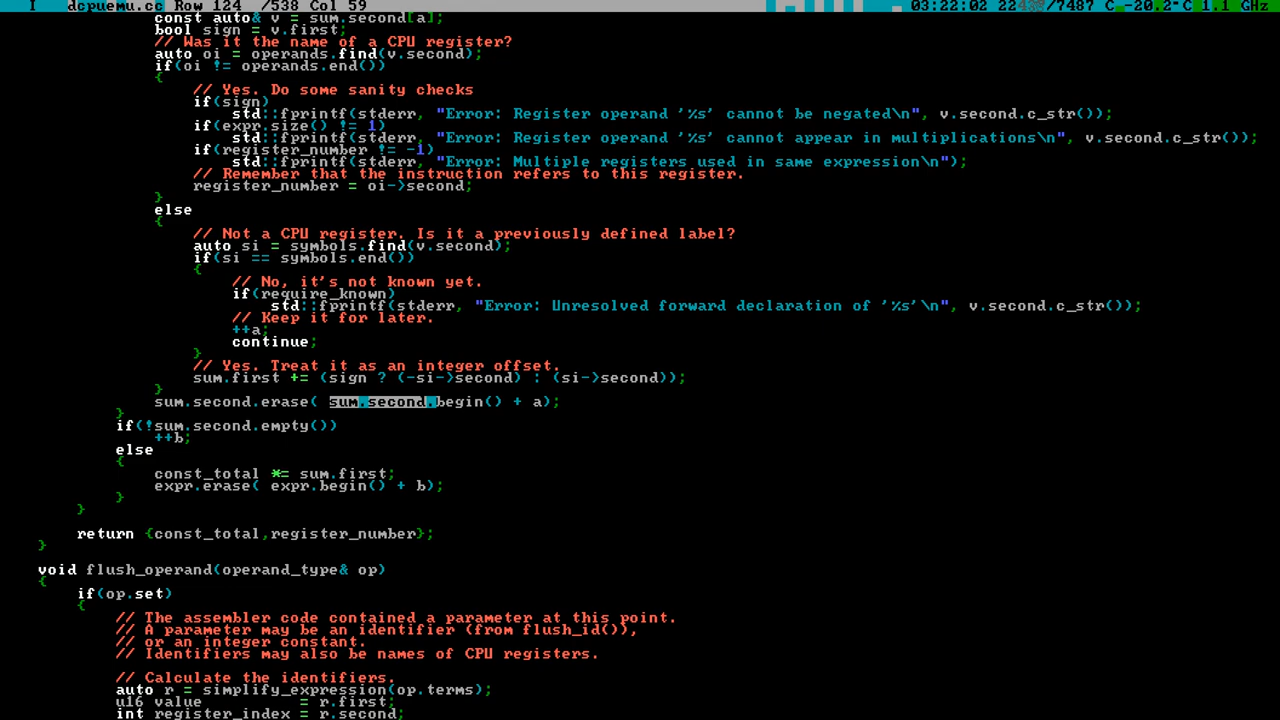 I dcpuemu.cc Row 124 /538 Col 59 03:22:02 /7487 C -20.2°C 1.1 GHz
const auto& v = sum.second[a];
bool sign = v.first;
// Was it the name of a CPU register?
auto oi = operands.find(v.second);
if(oi != operands.end())
{
// Yes. Do some sanity checks
if(sign)
std::fprintf(stderr, "Error: Register operand '%s' cannot be negated\n", v.second.c_str());
if(expr.size() != 1)
std::fprintf(stderr, "Error: Register operand '%s' cannot appear in multiplications\n", v.second.c_str());
if(register_number != -1)
std::fprintf(stderr, "Error: Multiple registers used in same expression\n");
// Remember that the instruction refers to this register.
register_number = oi->second;
}
else
{
// Not a CPU register. Is it a previously defined label?
auto si = symbols.find(v.second);
if(si == symbols.end())
{
// No, it's not known yet.
if(require_known)
std::fprintf(stderr, "Error: Unresolved forward declaration of '%s'\n", v.second.c_str());
// Keep it for later.
++a;
continue;
}
// Yes. Treat it as an integer offset.
sum.first += (sign ? (-si->second) : (si->second));
}
sum.second.erase( sum.second.begin() + a);
}
if(!sum.second.empty())
++b;
else
{
const_total *= sum.first;
expr.erase( expr.begin() + b);
}
}
return {const_total,register_number};
}
void flush_operand(operand_type& op)
{
if(op.set)
{
// The assembler code contained a parameter at this point.
// A parameter may be an identifier (from flush_id()),
// or an integer constant.
// Identifiers may also be names of CPU registers.
// Calculate the identifiers.
auto r = simplify_expression(op.terms);
u16 value = r.first;
int register_index = r.second;